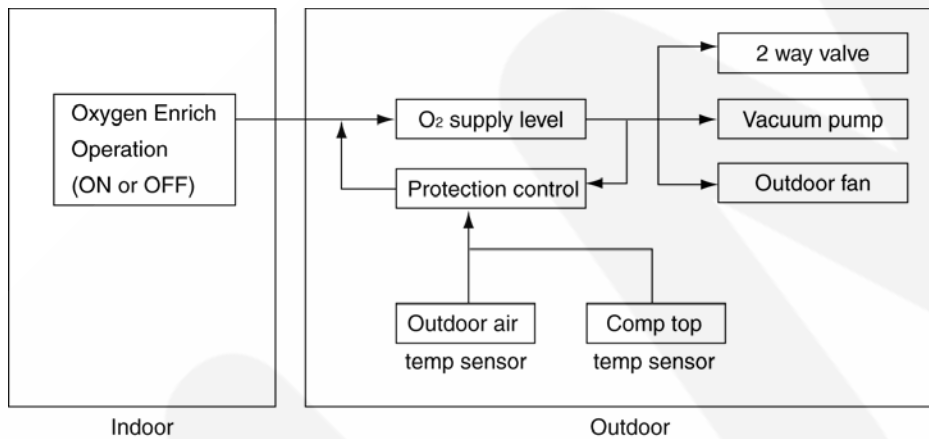 Oxygen Enrich
Operation
(ON or OFF)
O₂ supply level
Protection control
2 way valve
Vacuum pump
Outdoor fan
Outdoor air
temp sensor
Comp top
temp sensor
Indoor
Outdoor